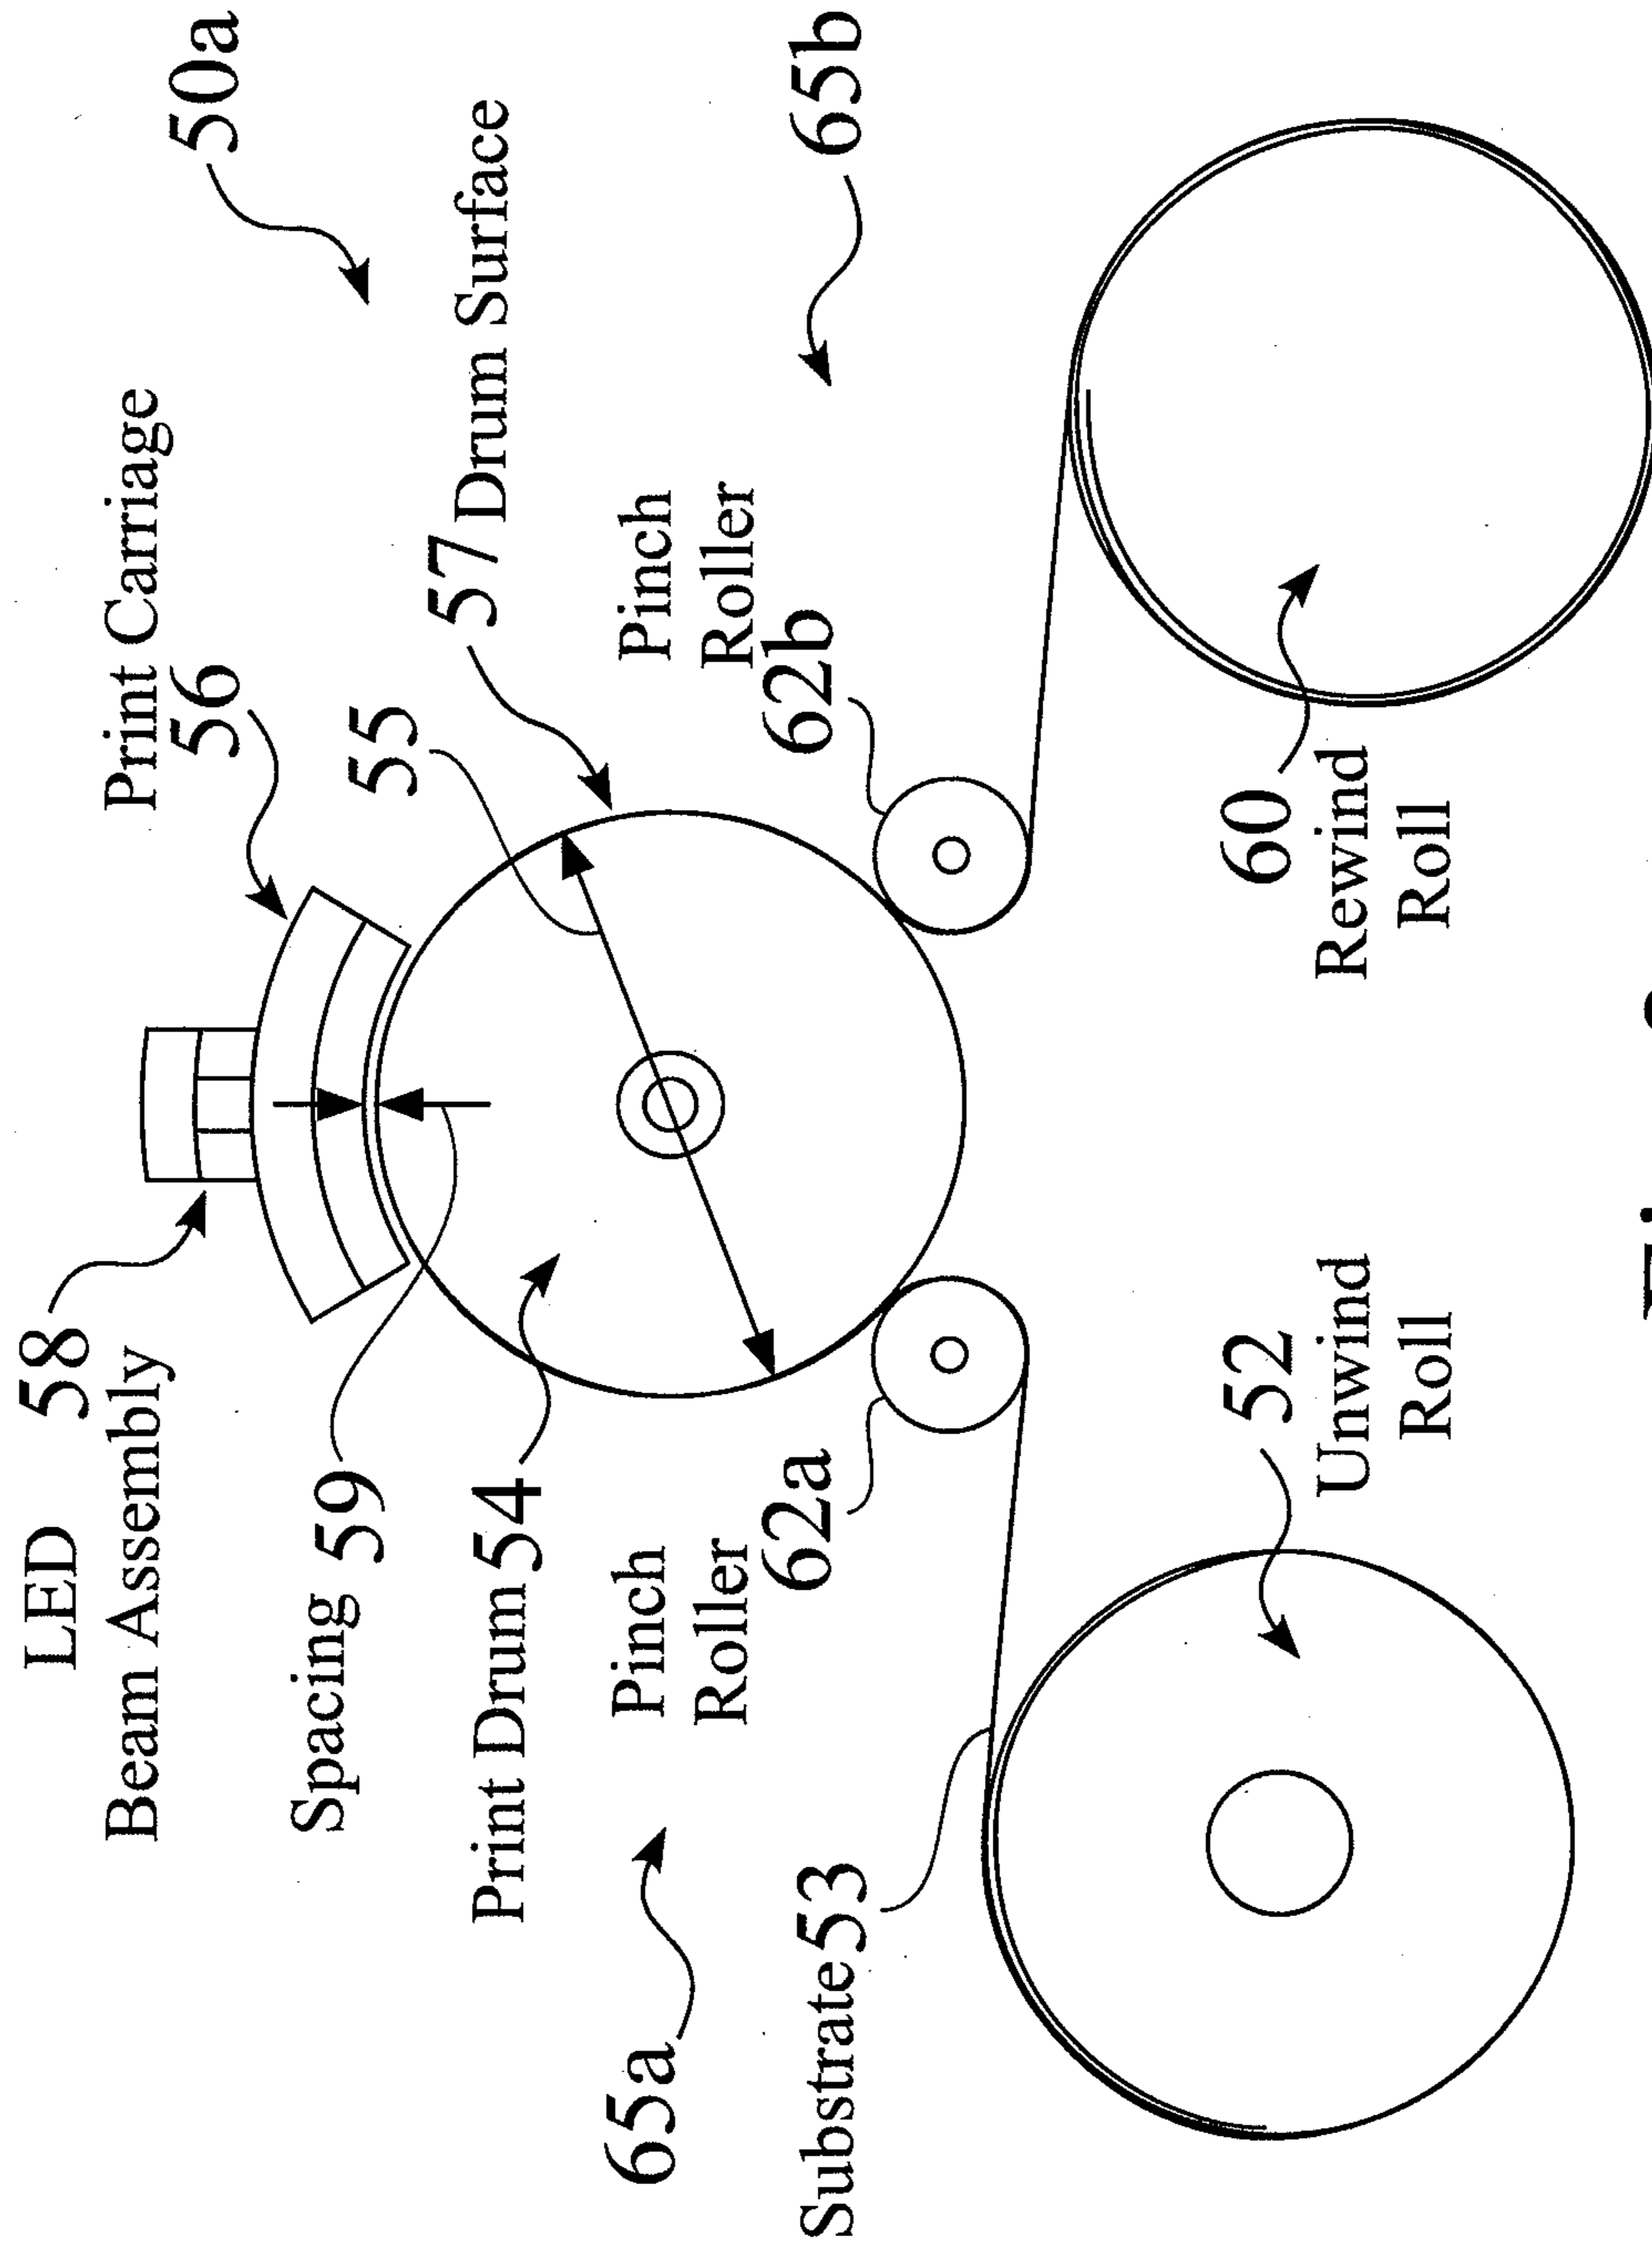 50a
LED 58
Beam Assembly
Print Carriage
56
Spacing 59
55
Print Drum 54
57 Drum Surface
65a
Pinch
Roller
62a
Pinch
Roller
62b
65b
Substrate 53
52
Unwind
Roll
60
Rewind
Roll